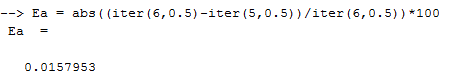 --> Ea = abs((iter(6,0.5)-iter(5,0.5))/iter(6,0.5))*100
Ea =
0.0157953